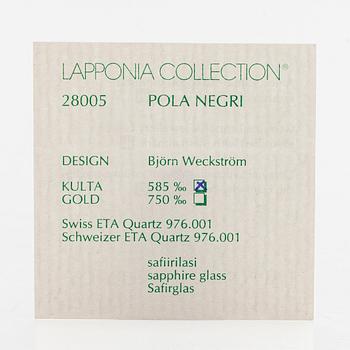 LAPPONIA COLLECTION®
28005 POLA NEGRI
DESIGN Björn Weckström
KULTA 585 ‰ ☒
GOLD 750 ‰ ☐
Swiss ETA Quartz 976.001
Schweizer ETA Quartz 976.001
safiirilasi
sapphire glass
Safirglas